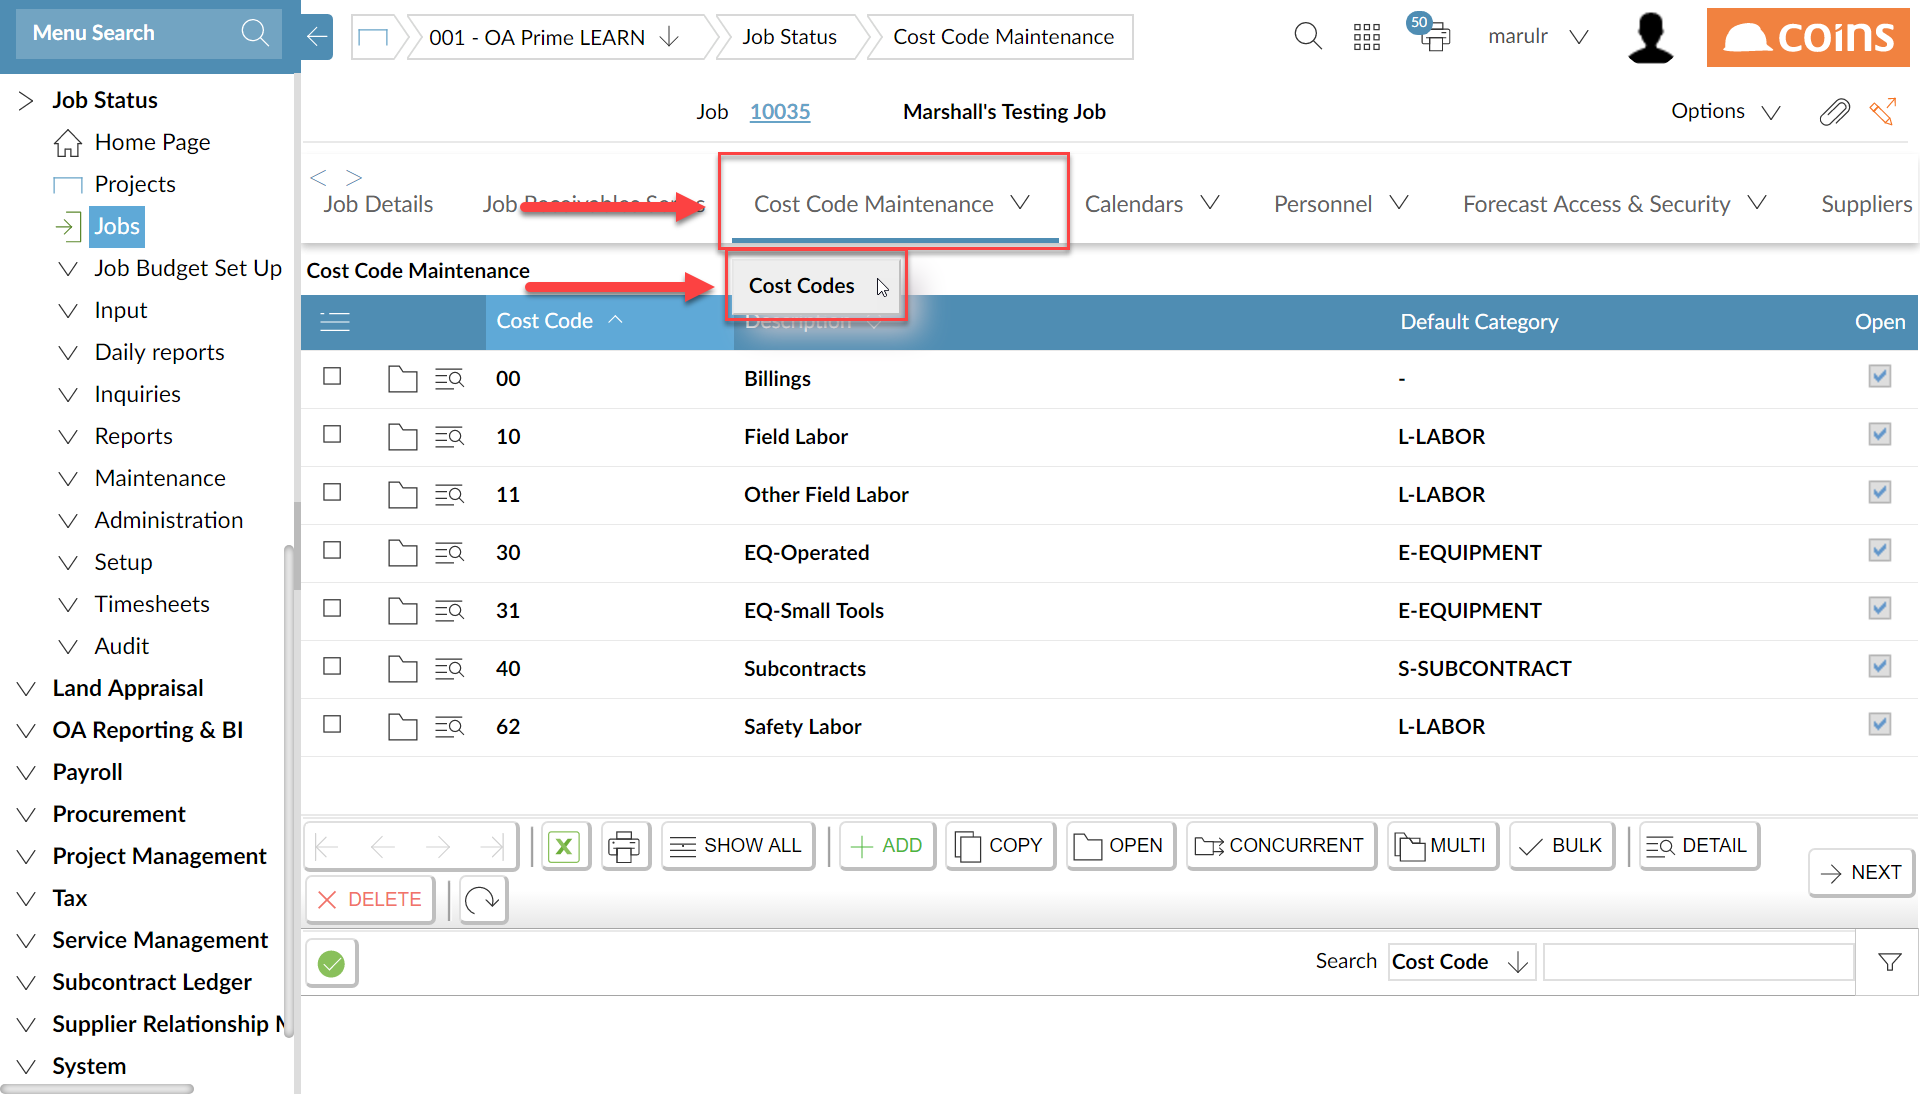 Menu Search
001 - OA Prime LEARN
Job Status
Cost Code Maintenance
50
marulr
coins
Job Status
Home Page
Projects
Jobs
Job Budget Set Up
Input
Daily reports
Inquiries
Reports
Maintenance
Administration
Setup
Timesheets
Audit
Land Appraisal
OA Reporting & BI
Payroll
Procurement
Project Management
Tax
Service Management
Subcontract Ledger
Supplier Relationship
System
Job 10035 Marshall's Testing Job
Options
Job Details Job Receivables Cost Code Maintenance Calendars Personnel Forecast Access & Security Suppliers
Cost Code Maintenance
Cost Codes
Cost Code Description Default Category Open
00 Billings -
10 Field Labor L-LABOR
11 Other Field Labor L-LABOR
30 EQ-Operated E-EQUIPMENT
31 EQ-Small Tools E-EQUIPMENT
40 Subcontracts S-SUBCONTRACT
62 Safety Labor L-LABOR
X SHOW ALL ADD COPY OPEN CONCURRENT MULTI BULK DETAIL
NEXT
DELETE
Search Cost Code